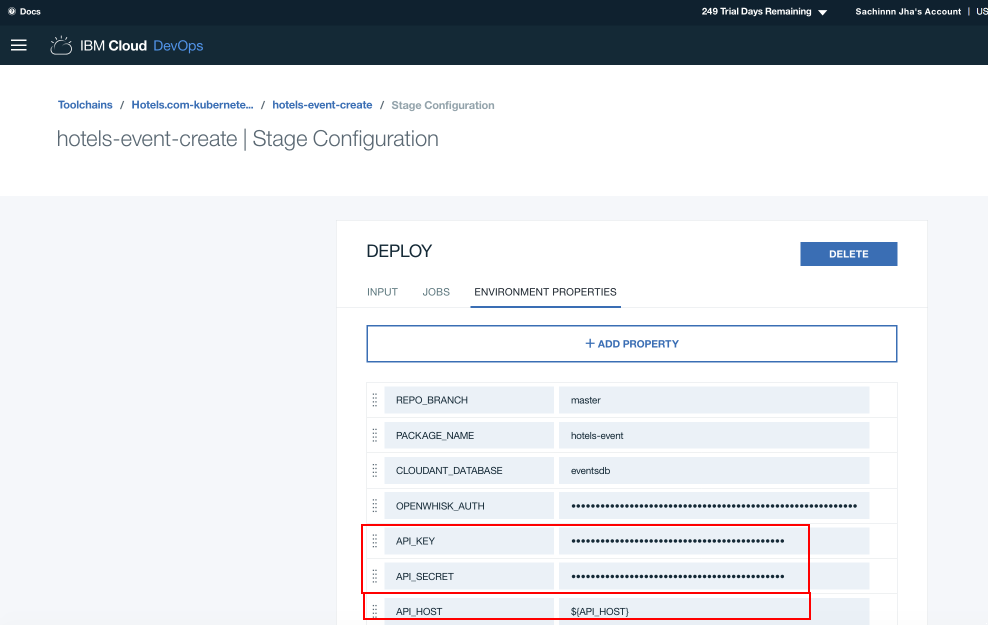 Docs
249 Trial Days Remaining Sachinnn Jha's Account | US
IBM Cloud DevOps
Toolchains / Hotels.com-kubernete... / hotels-event-create / Stage Configuration
hotels-event-create | Stage Configuration
DEPLOY
DELETE
INPUT JOBS ENVIRONMENT PROPERTIES
+ ADD PROPERTY
REPO_BRANCH master
PACKAGE_NAME hotels-event
CLOUDANT_DATABASE eventsdb
OPENWHISK_AUTH
API_KEY
API_SECRET
API_HOST ${API_HOST}